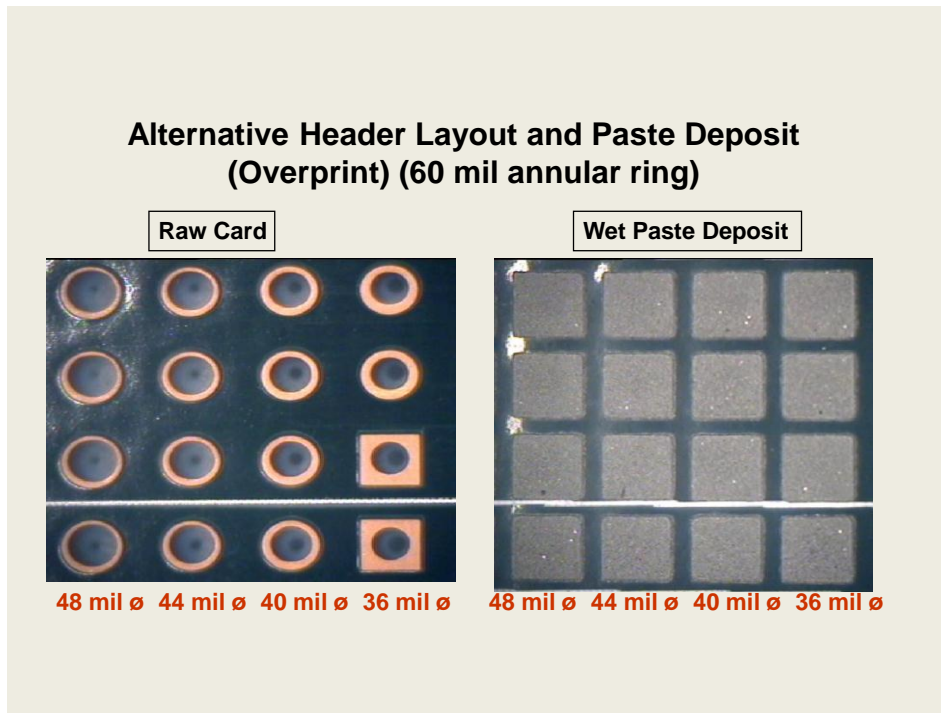 Alternative Header Layout and Paste Deposit
(Overprint) (60 mil annular ring)
Raw Card
Wet Paste Deposit
48 mil ø 44 mil ø 40 mil ø 36 mil ø
48 mil ø 44 mil ø 40 mil ø 36 mil ø